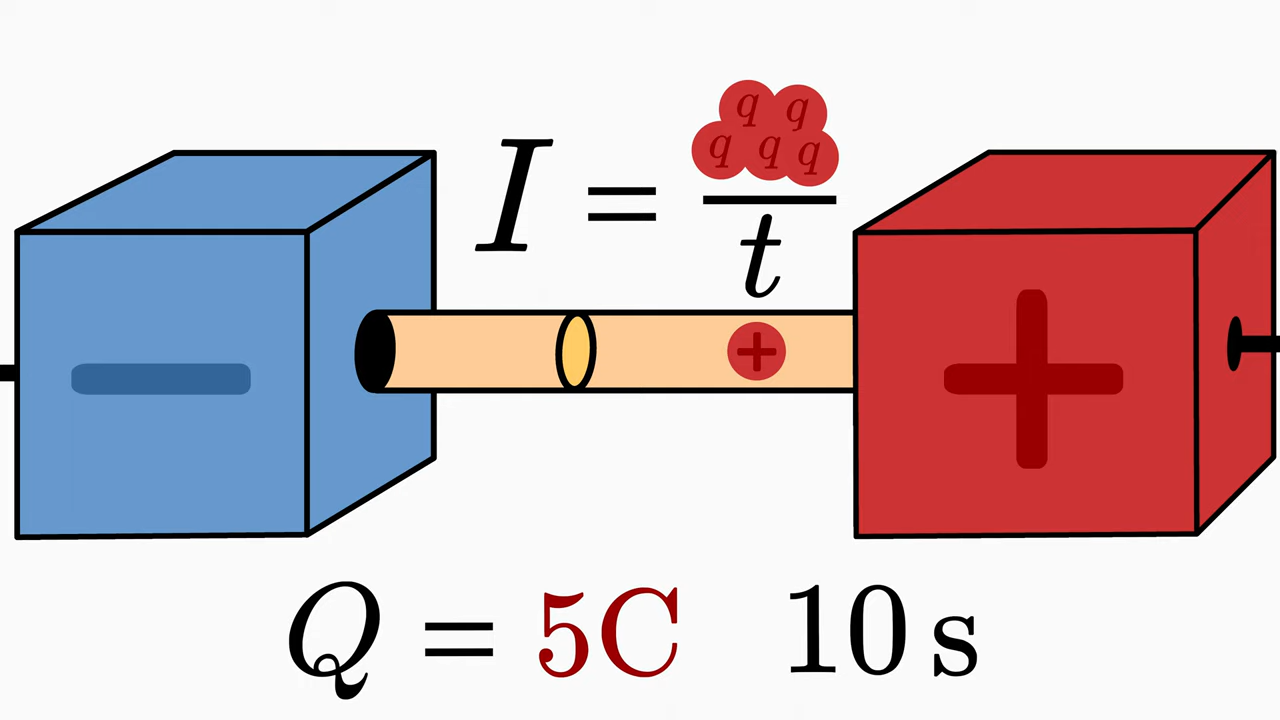 q q
q q q
I =
t
− + +
Q = 5C 10 s